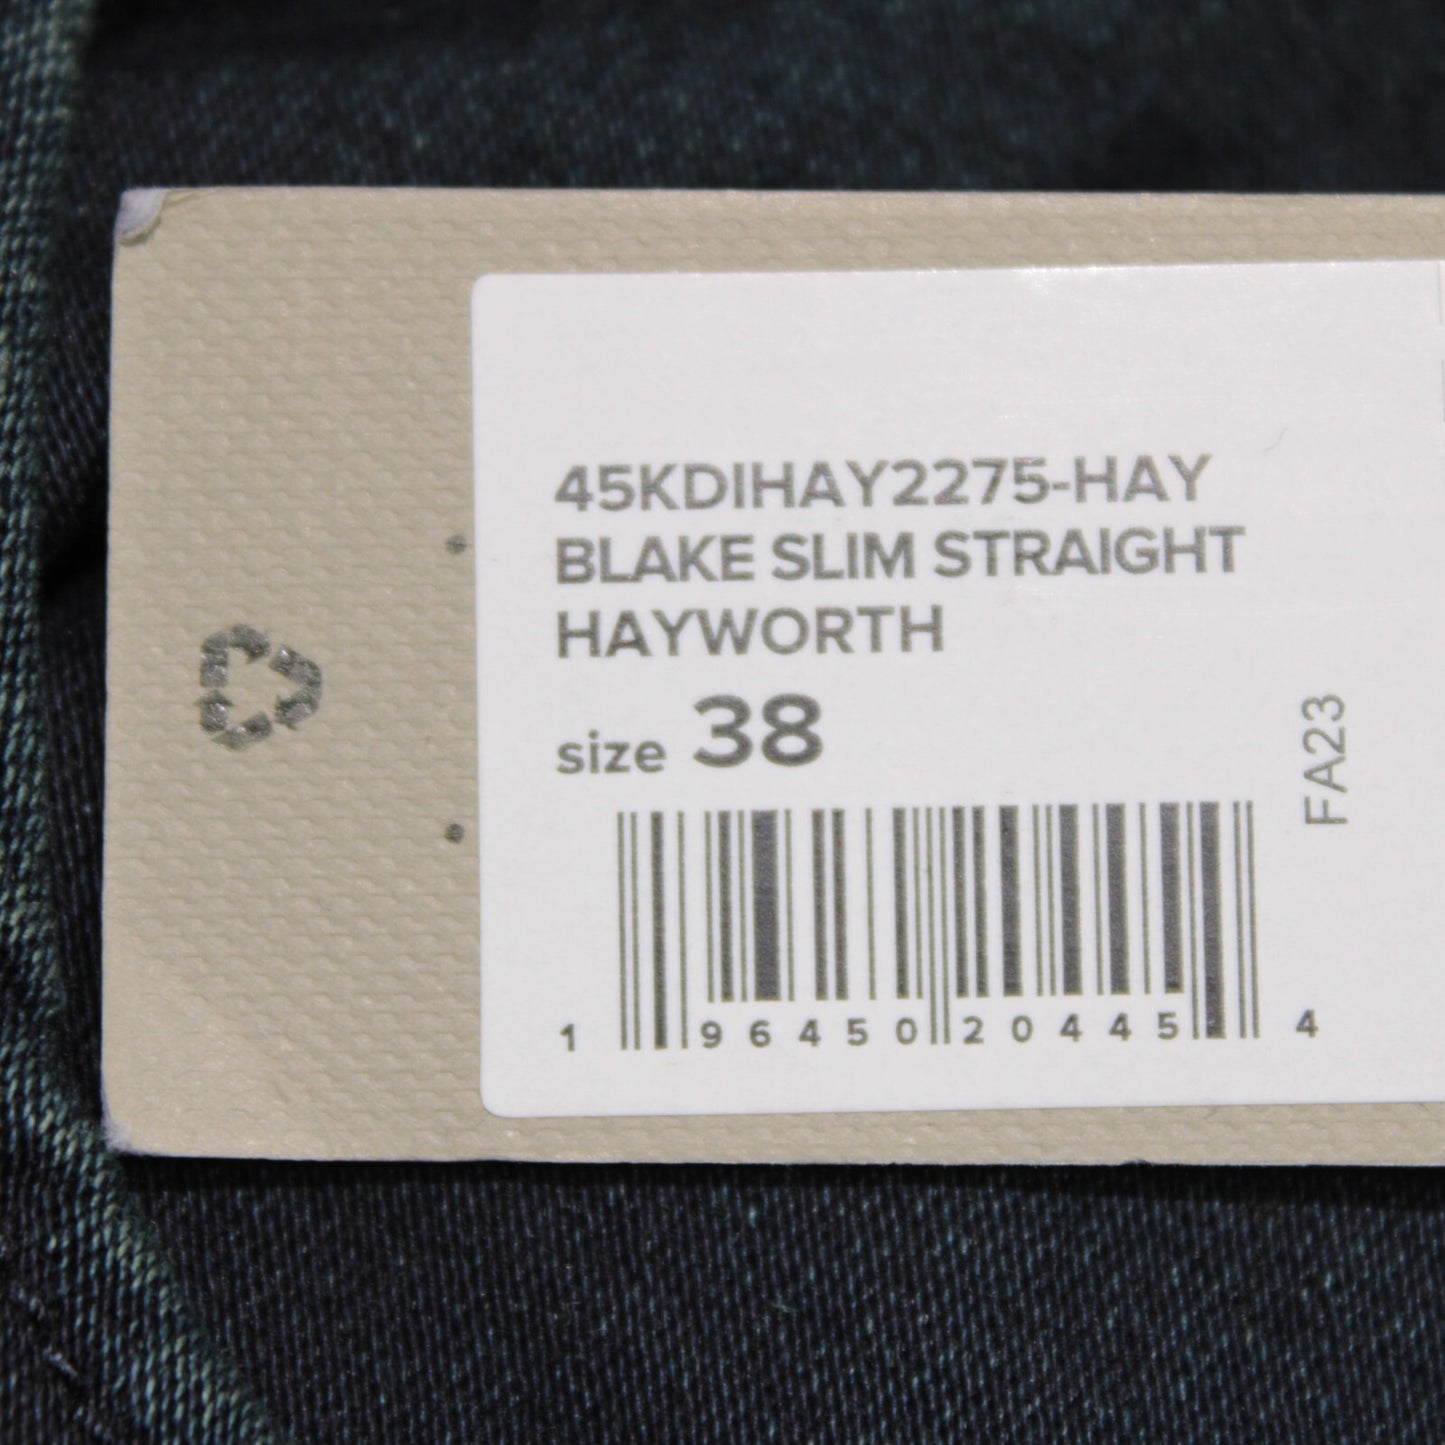 45KDIHAY2275-HAY
BLAKE SLIM STRAIGHT
HAYWORTH
size 38
FA23
1 96450 20445 4